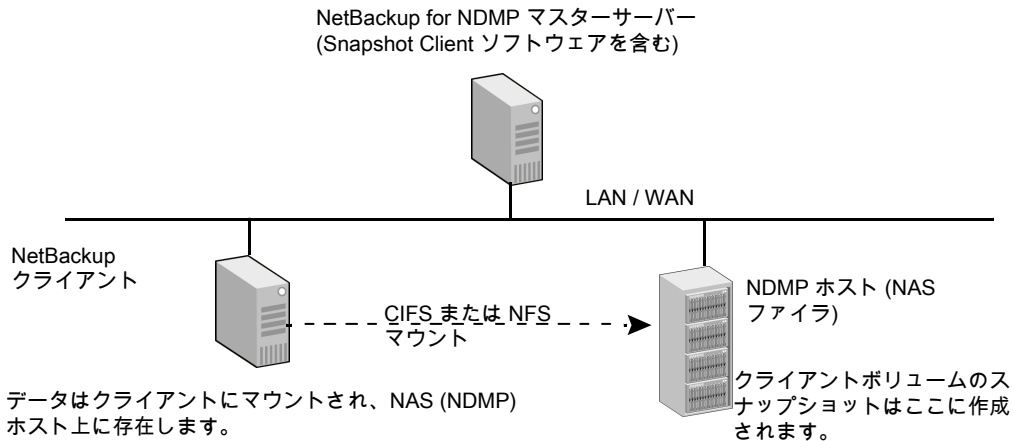 NetBackup for NDMP マスターサーバー
(Snapshot Client ソフトウェアを含む)
LAN / WAN
NetBackup
クライアント
CIFS または NFS
マウント
NDMP ホスト (NAS
ファイラ)
データはクライアントにマウントされ、NAS (NDMP)
ホスト上に存在します。
クライアントボリュームのス
ナップショットはここに作成
されます。